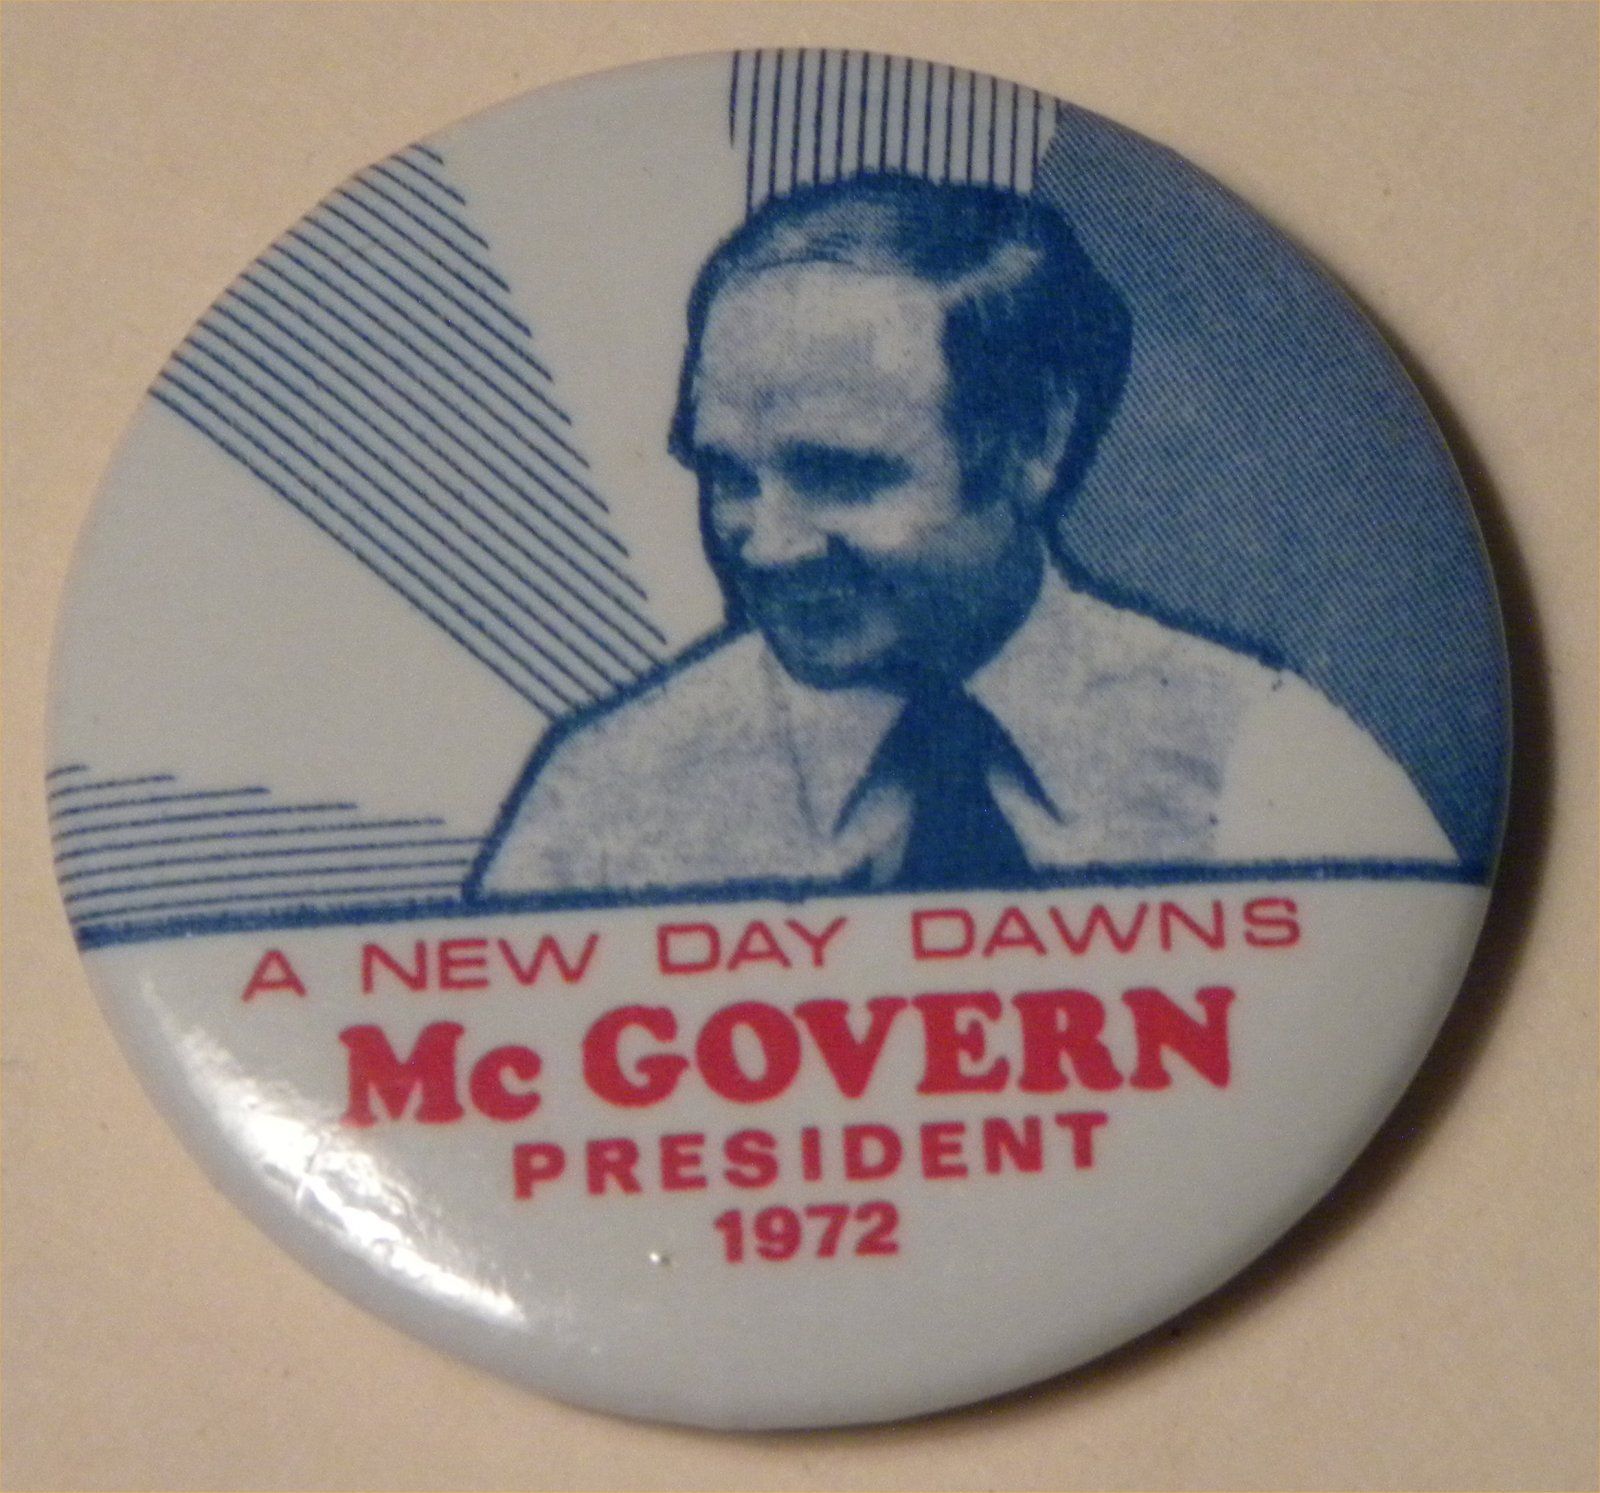 A NEW DAY DAWNS
Mc GOVERN
PRESIDENT
1972